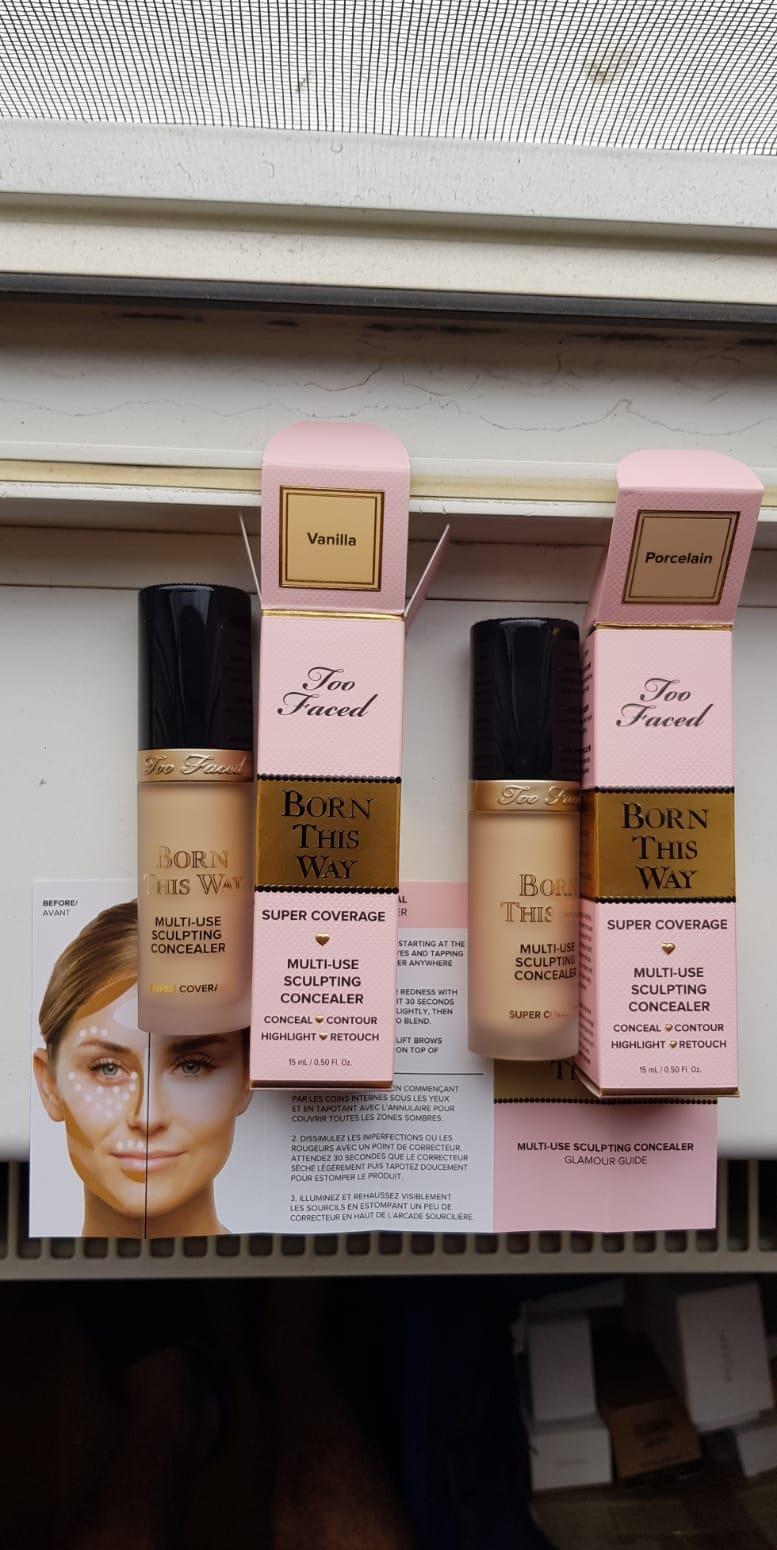 Vanilla
Too
Faced
BORN
THIS
WAY
SUPER COVERAGE
MULTI-USE
SCULPTING
CONCEALER
CONCEAL CONTOUR
HIGHLIGHT RETOUCH
15 mL / 0.50 Fl. Oz.
Porcelain
Too
Faced
BORN
THIS
WAY
SUPER COVERAGE
MULTI-USE
SCULPTING
CONCEALER
CONCEAL CONTOUR
HIGHLIGHT RETOUCH
15 mL / 0.50 Fl. Oz.
Too Faced
BORN
THIS WAY
MULTI-USE
SCULPTING
CONCEALER
Too
BORN
THIS
MULTI-USE
SCULPTING
CONCEALER
SUPER
BEFORE/
AVANT
STARTING AT THE
AND TAPPING
ANYWHERE
REDNESS WITH
30 SECONDS
THEN
BLEND.
LIFT BROWS
ON TOP OF
EN COMMENÇANT
PAR LES COINS INTERNES SOUS LES YEUX
ET EN TAPOTANT AVEC L'ANNULAIRE POUR
COUVRIR TOUTES LES ZONES SOMBRES.
2. DISSIMULEZ LES IMPERFECTIONS OU LES
ROUGEURS AVEC UN POINT DE CORRECTEUR,
ATTENDEZ 30 SECONDES QUE LE CORRECTEUR
SÈCHE LÉGÈREMENT PUIS TAPOTEZ DOUCEMENT
POUR ESTOMPER LE PRODUIT.
3. ILLUMINEZ ET REHAUSSEZ VISIBLEMENT
LES SOURCILS EN ESTOMPANT UN PEU DE
CORRECTEUR EN HAUT DE L'ARCADE SOURCILIÈRE.
MULTI-USE SCULPTING CONCEALER
GLAMOUR GUIDE